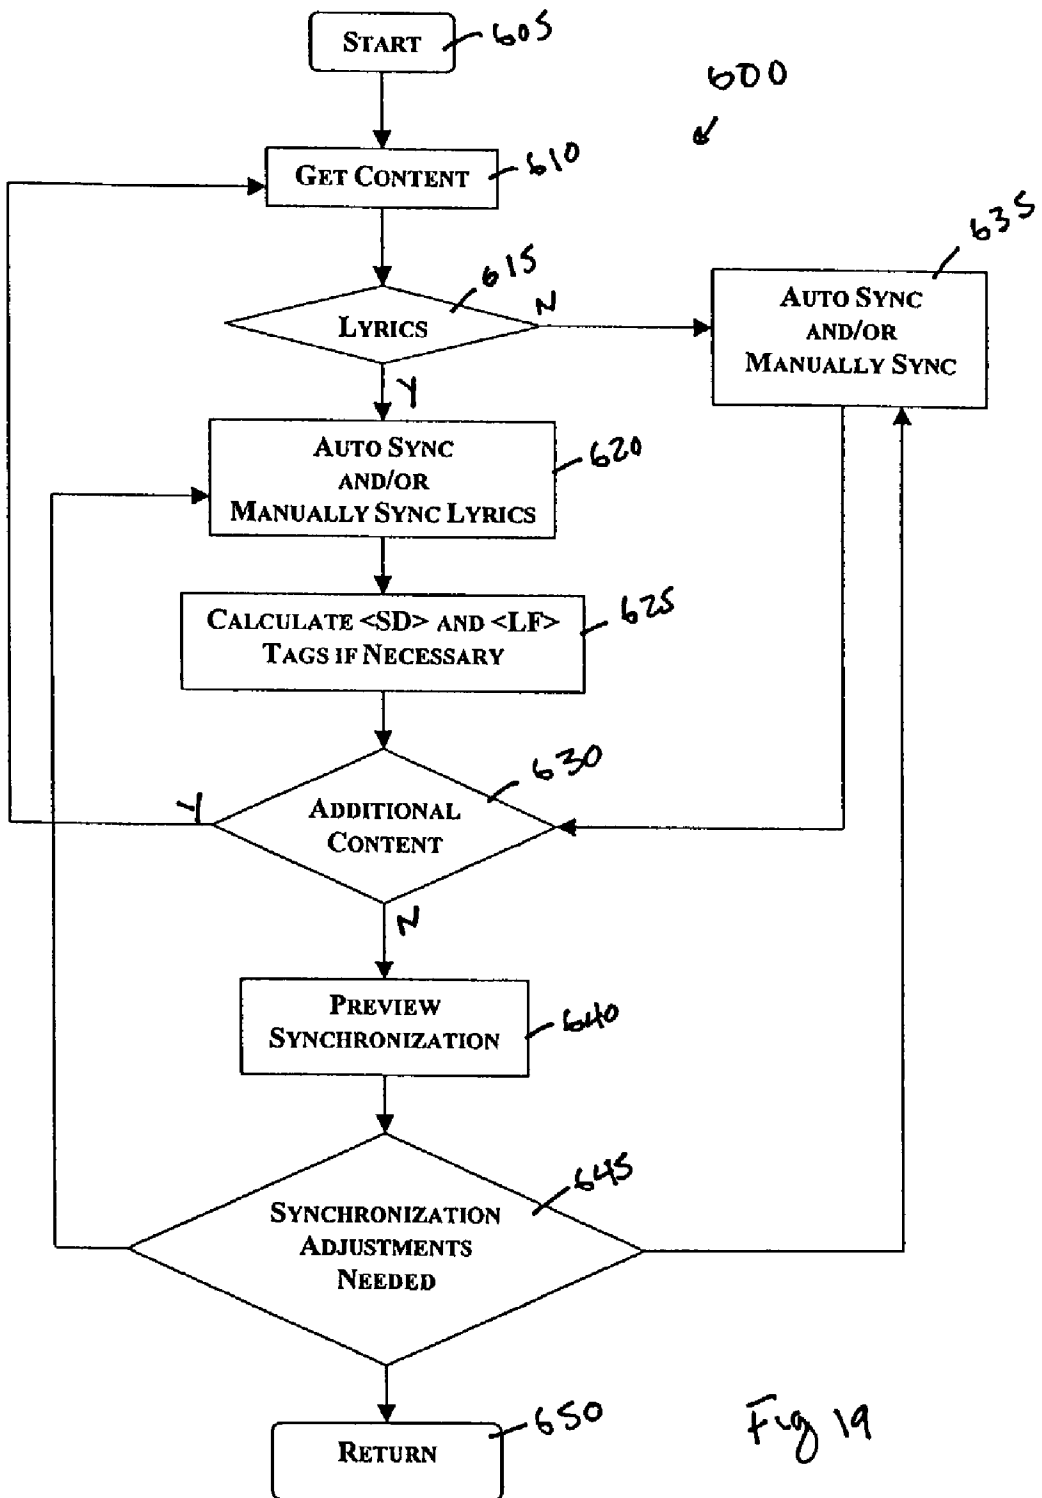 START
605
600
GET CONTENT
610
635
615
LYRICS
N
AUTO SYNC
AND/OR
MANUALLY SYNC
Y
AUTO SYNC
AND/OR
MANUALLY SYNC LYRICS
620
CALCULATE <SD> AND <LF>
TAGS IF NECESSARY
625
630
Y
ADDITIONAL
CONTENT
N
PREVIEW
SYNCHRONIZATION
640
645
SYNCHRONIZATION
ADJUSTMENTS
NEEDED
650
RETURN
Fig 19